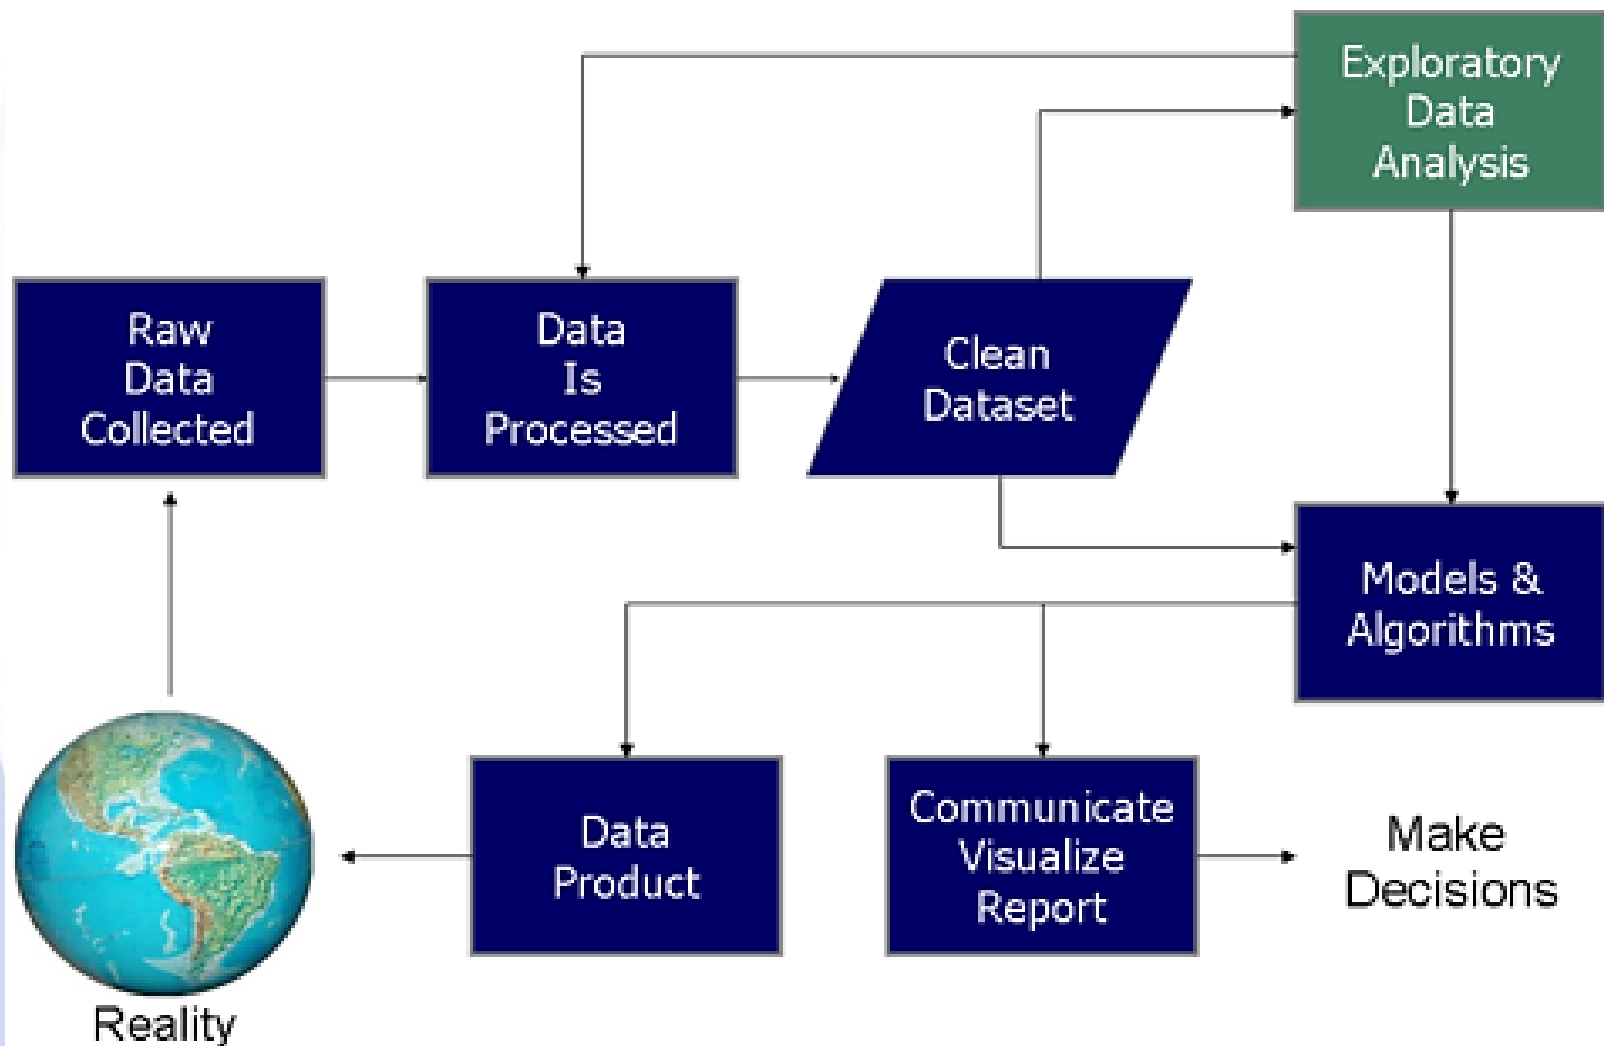 Exploratory
Data
Analysis
Raw
Data
Collected
Data
Is
Processed
Clean
Dataset
Models &
Algorithms
Data
Product
Communicate
Visualize
Report
Make
Decisions
Reality